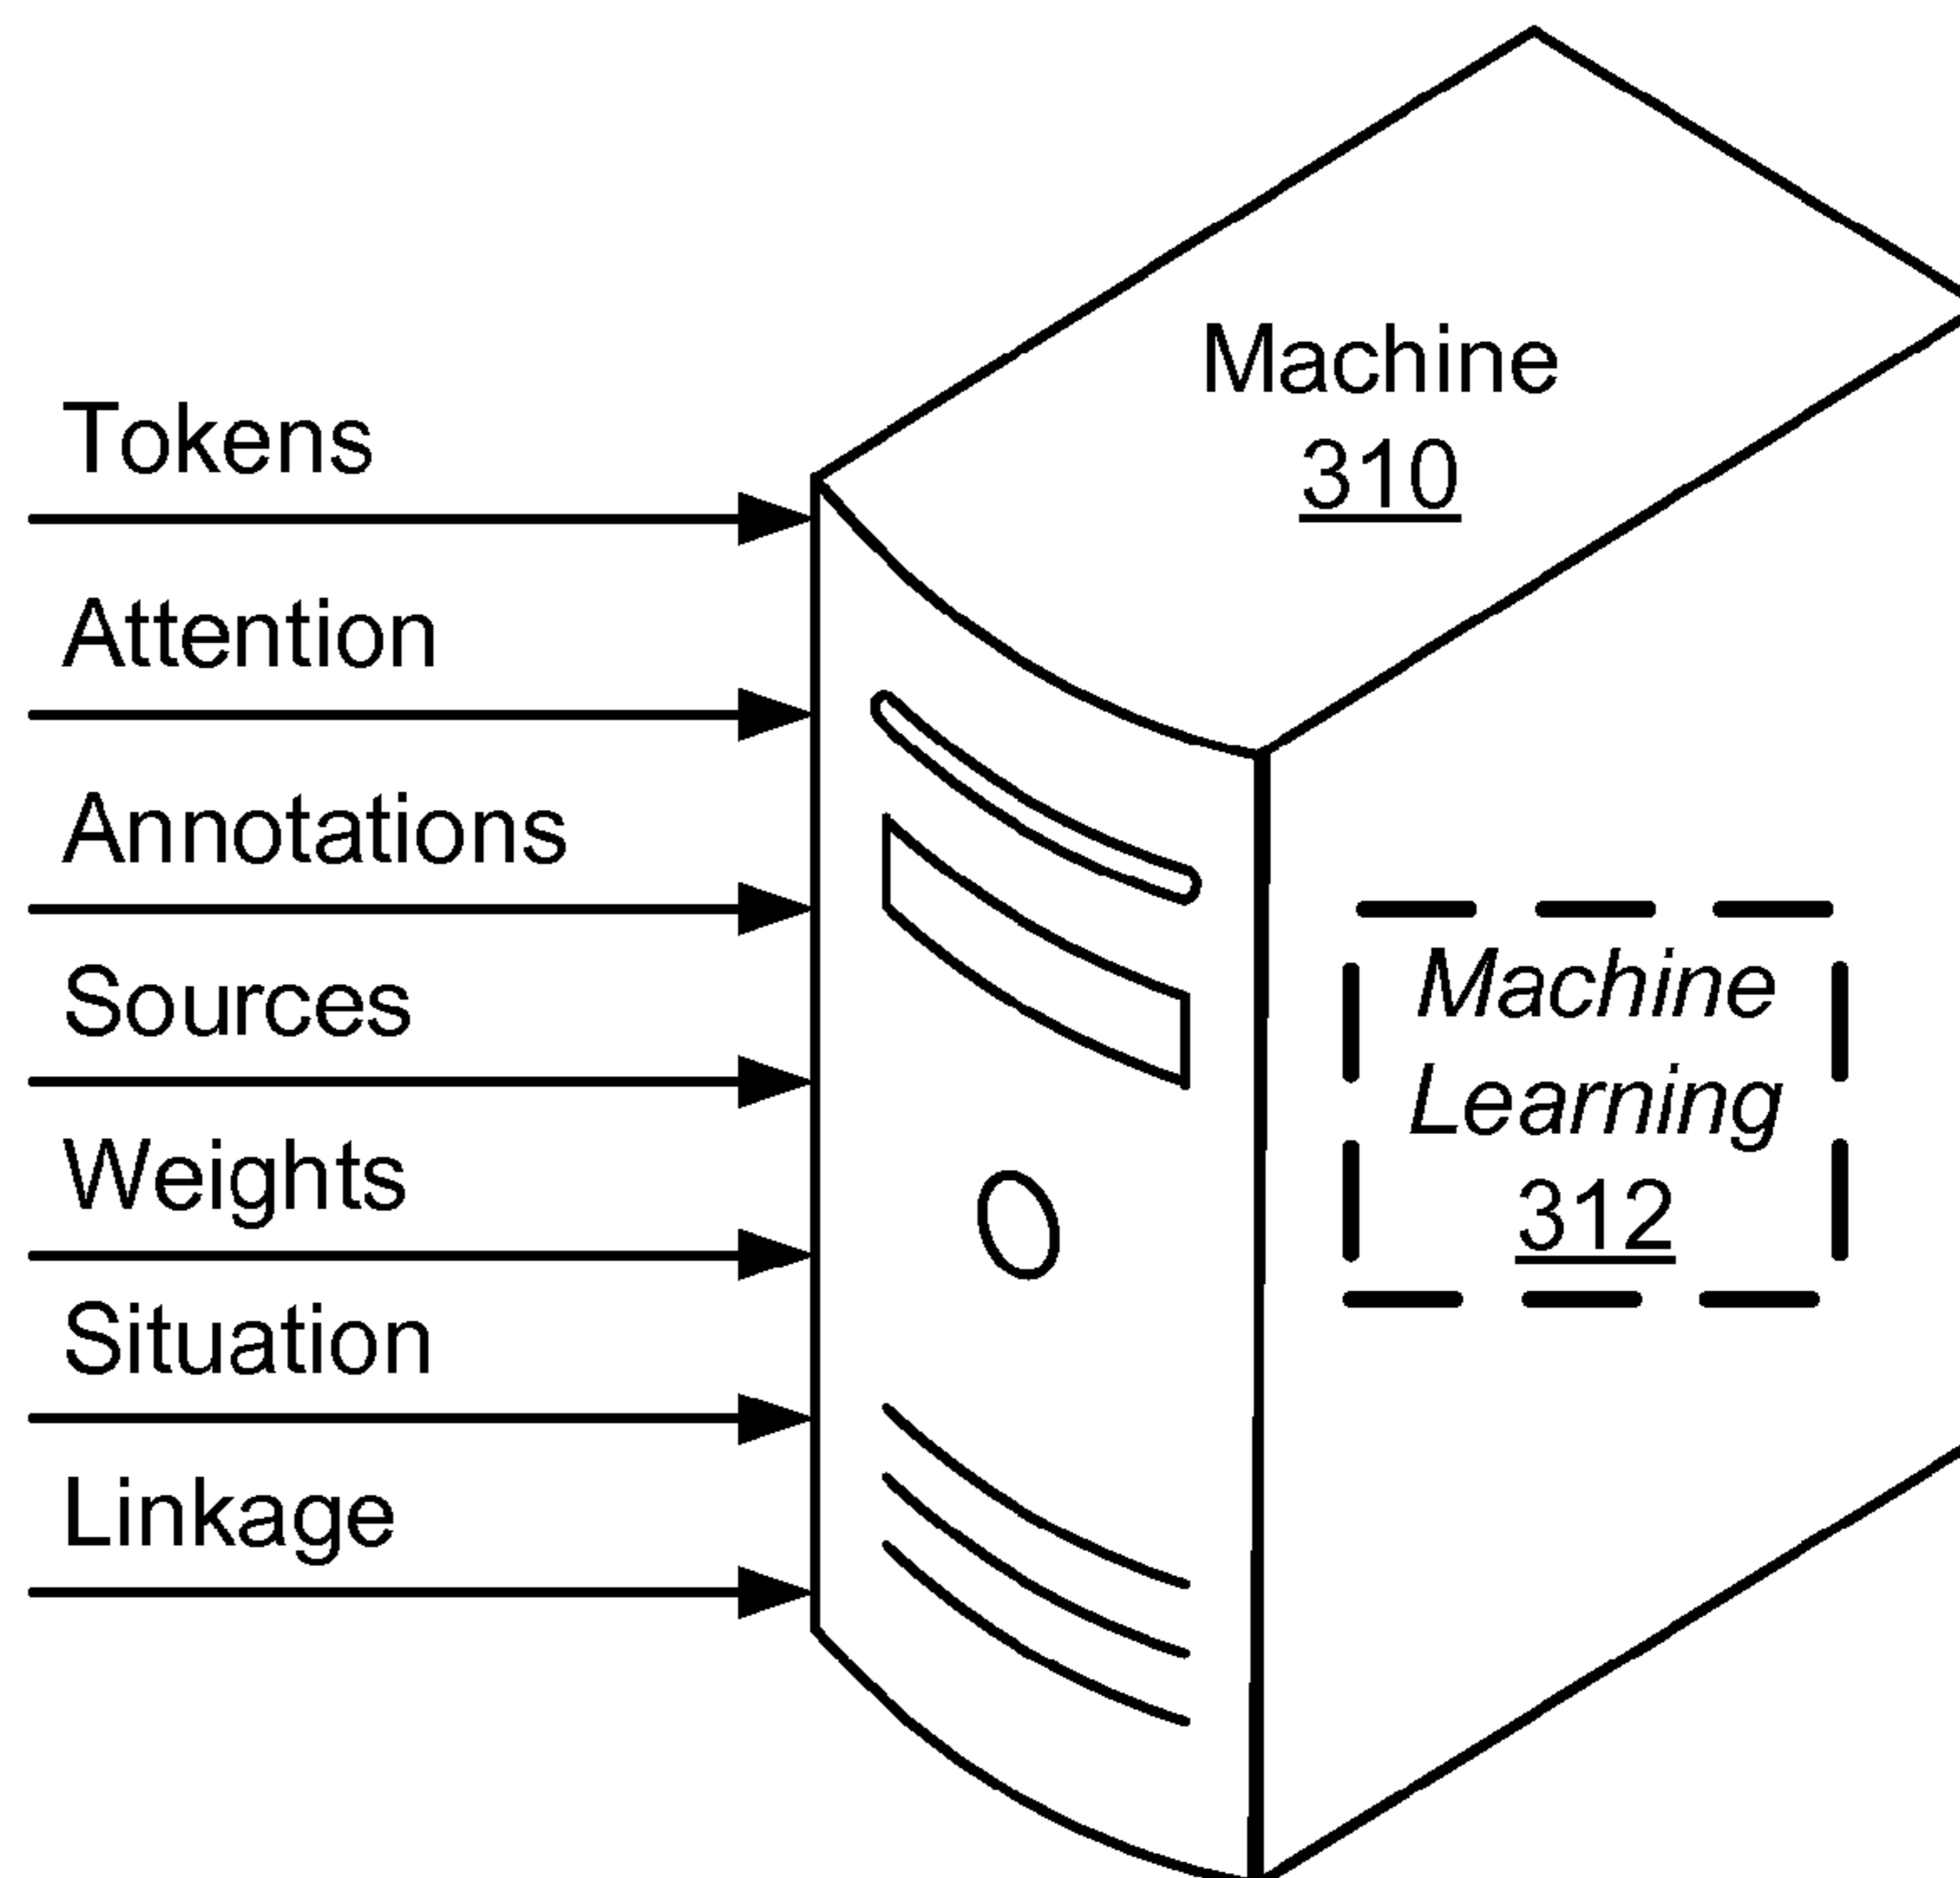 Machine
310
Tokens
Attention
Annotations
Sources
Weights
Situation
Linkage
Machine
Learning
312